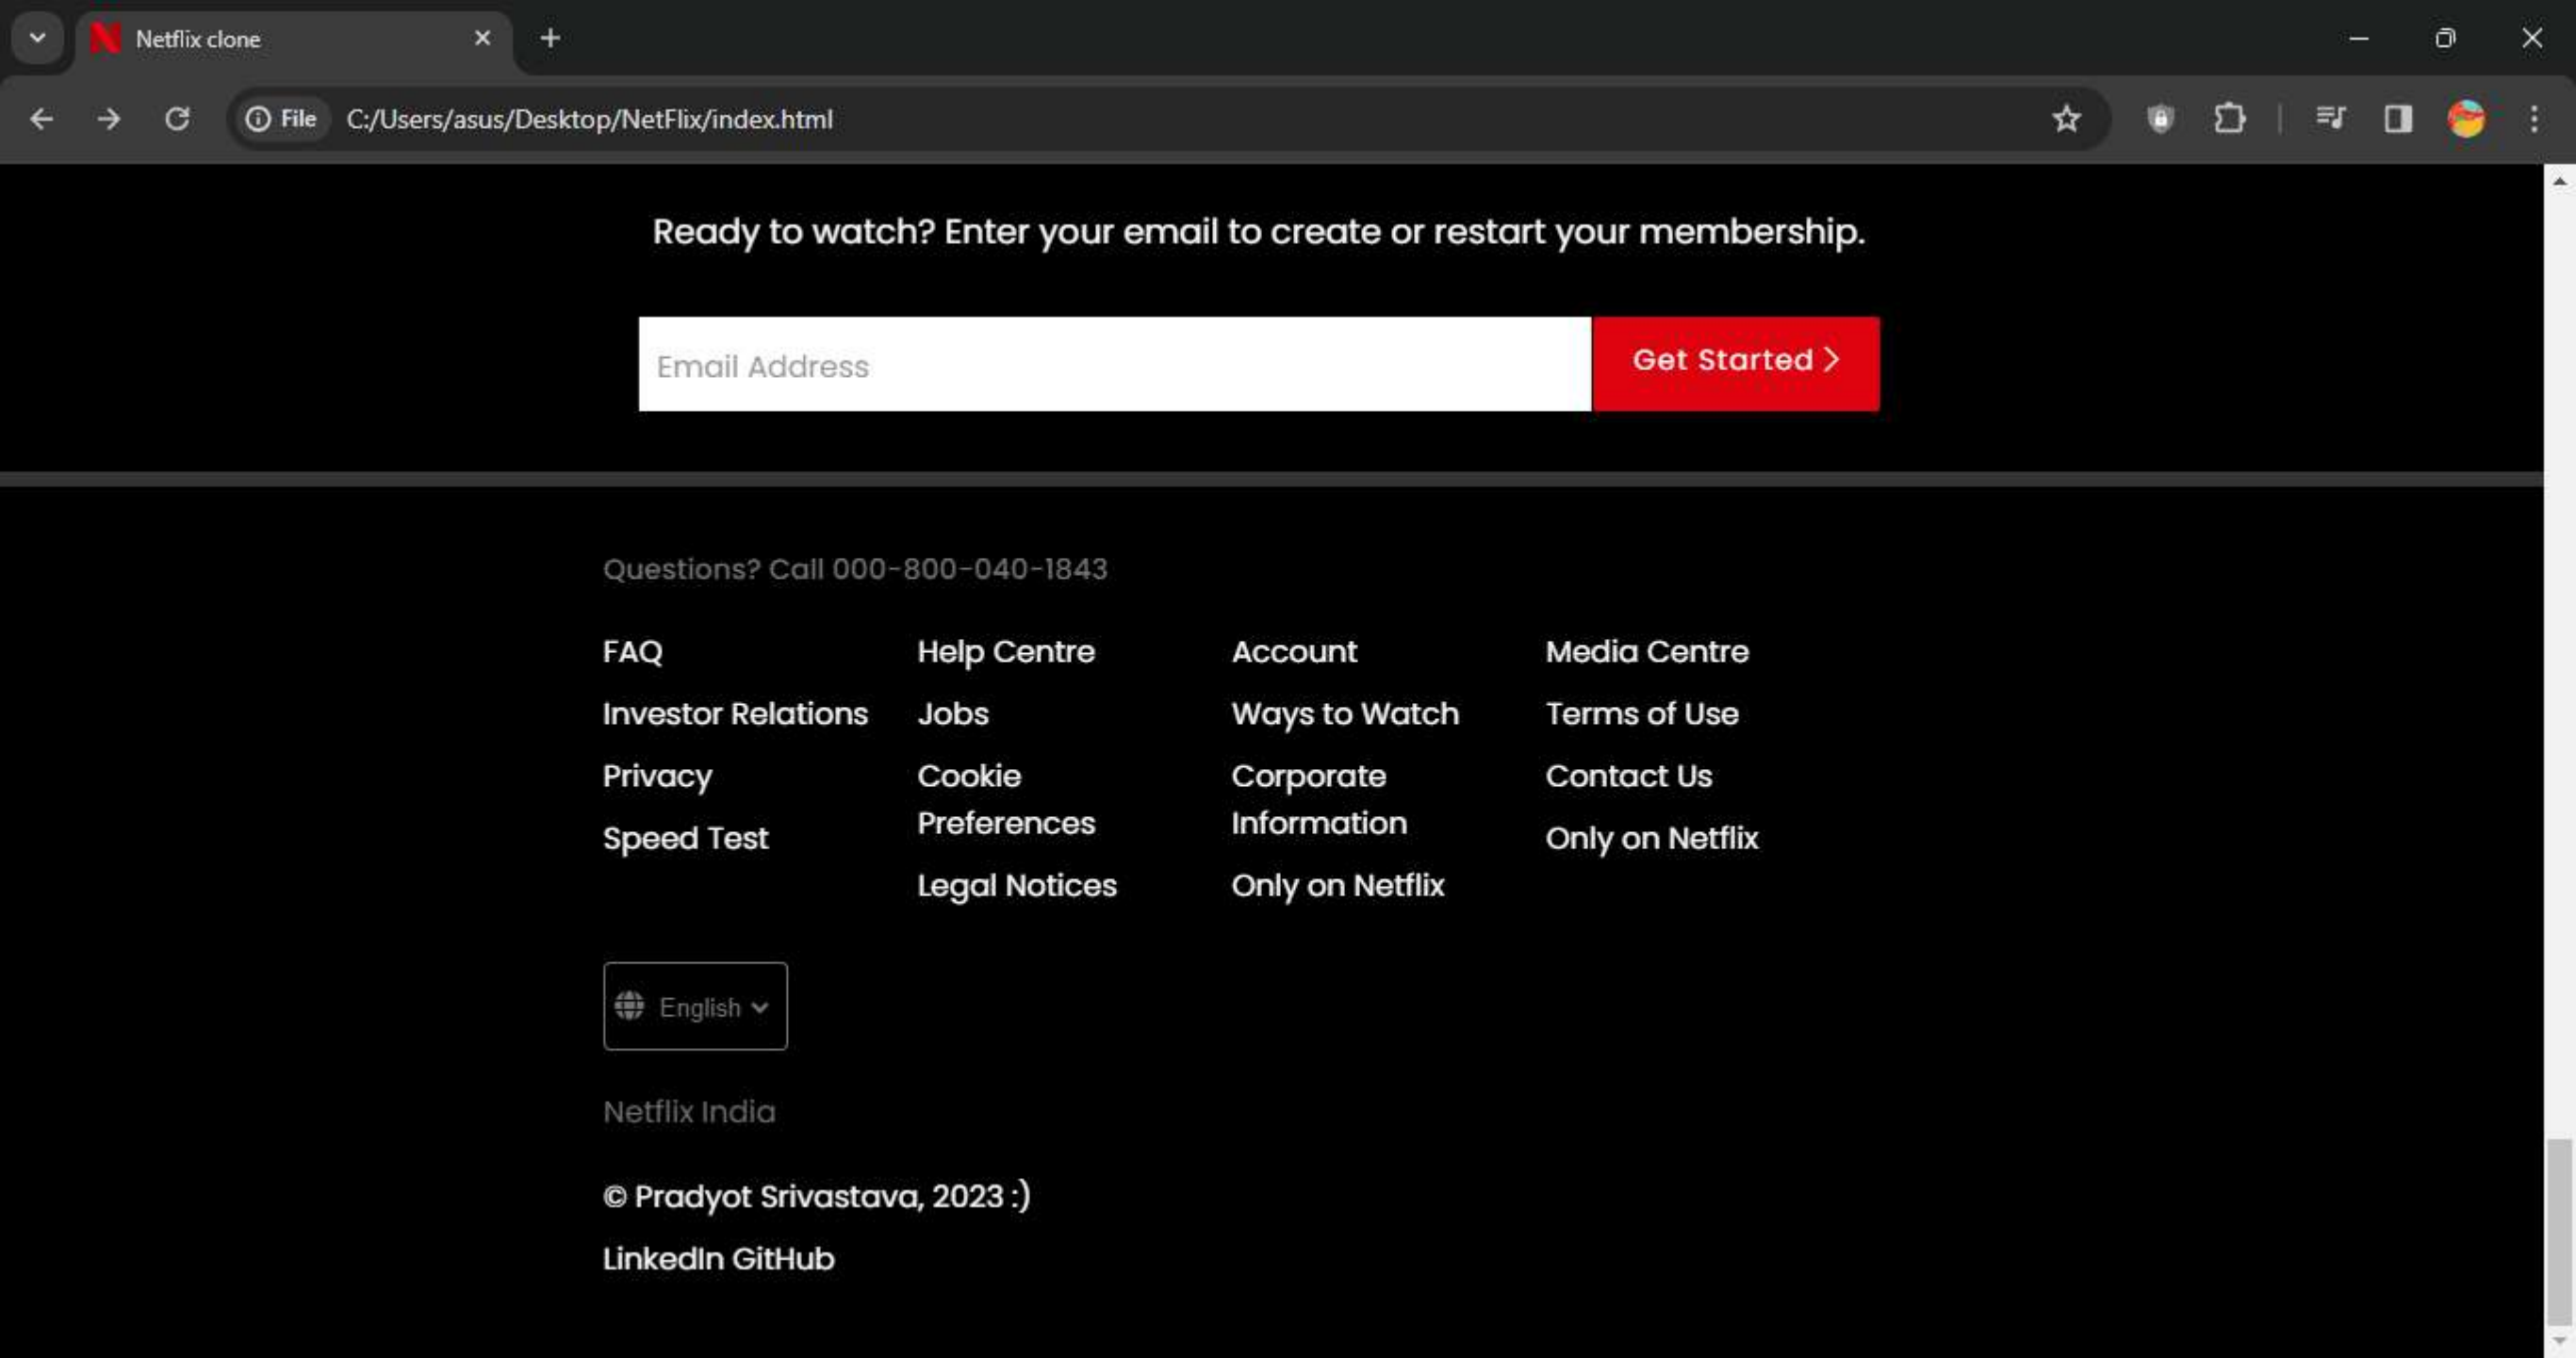 Netflix clone
File C:/Users/asus/Desktop/NetFlix/index.html
Ready to watch? Enter your email to create or restart your membership.
Email Address
Get Started
Questions? Call 000-800-040-1843
FAQ
Investor Relations
Privacy
Speed Test
Help Centre
Jobs
Cookie
Preferences
Legal Notices
Account
Ways to Watch
Corporate
Information
Only on Netflix
Media Centre
Terms of Use
Contact Us
Only on Netflix
English
Netflix India
© Pradyot Srivastava, 2023 :)
LinkedIn GitHub